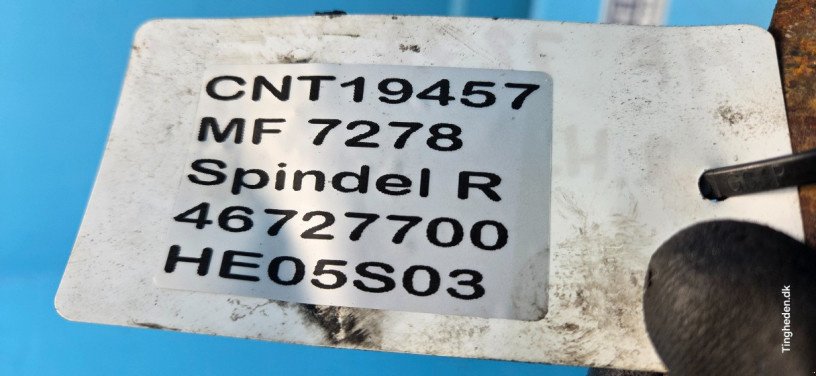 CNT19457
MF 7278
Spindel R
46727700
HE05S03
Tingheden.dk